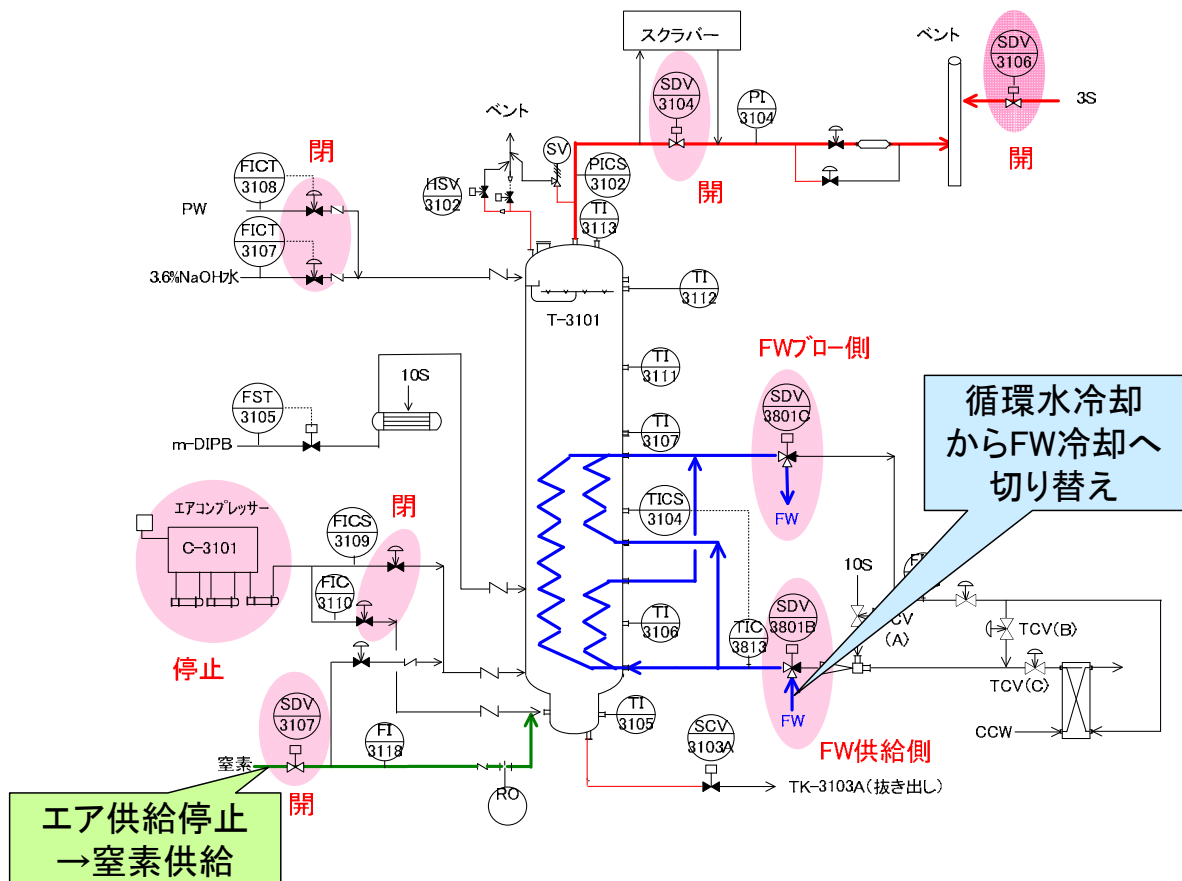 スクラバー
ベント
SDV
3106
3S
開
SDV
3104
開
PI
3104
ベント
SV
PICS
3102
HSV
3102
TI
3113
閉
FICT
3108
PW
FICT
3107
3.6%NaOH水
TI
3112
T-3101
TI
3111
FWブロー側
SDV
3801C
10S
FST
3105
m-DIPB
TI
3107
循環水冷却
からFW冷却へ
切り替え
FW
エアコンプレッサー
C-3101
停止
閉
FICS
3109
FIC
3110
TICS
3104
TI
3106
TIC
3813
SDV
3801B
10S
(A)
TCV(B)
TCV(C)
CCW
FW
FW供給側
SDV
3107
窒素
開
FI
3118
RO
TI
3105
SCV
3103A
TK-3103A(抜き出し)
エア供給停止
→窒素供給